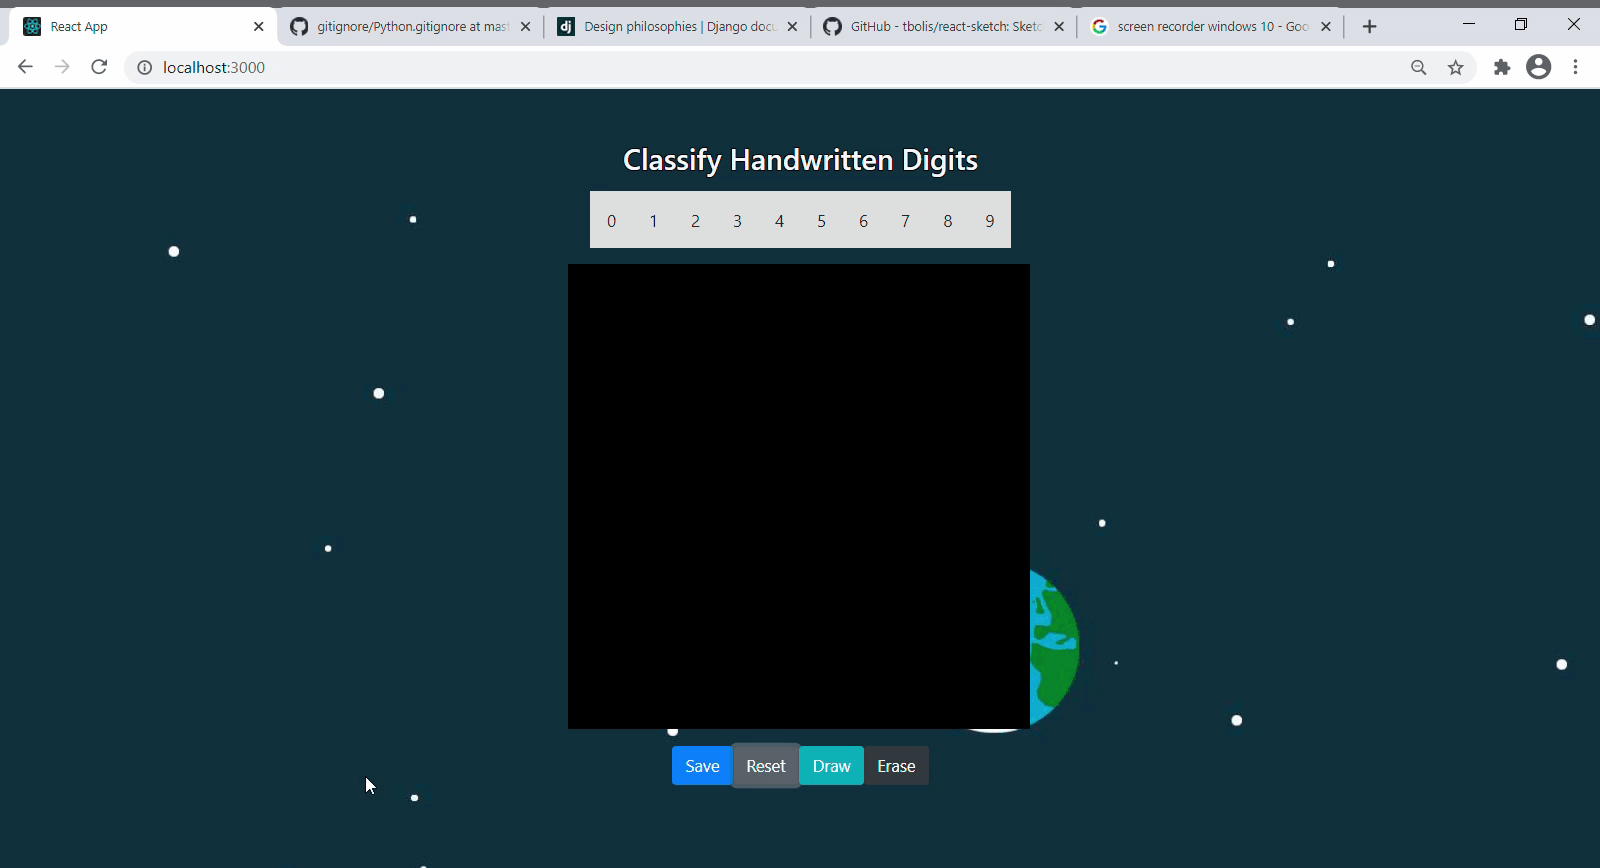 React App
gitignore/Python.gitignore at mast
dj Design philosophies | Django docu
GitHub - tbolis/react-sketch: Sketc
screen recorder windows 10 - Goo
localhost:3000
Classify Handwritten Digits
0 1 2 3 4 5 6 7 8 9
Save Reset Draw Erase